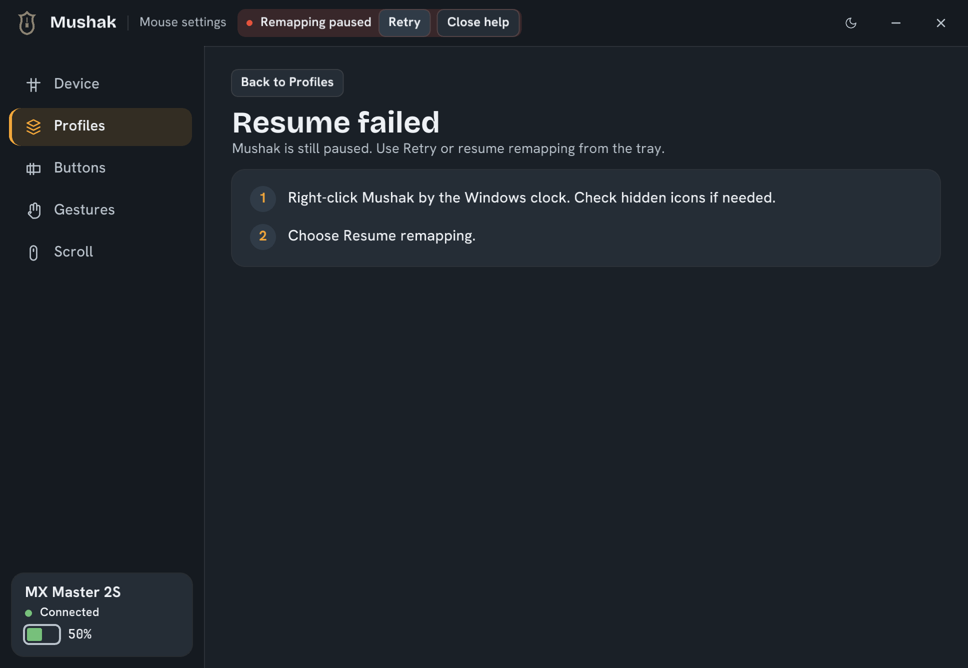 Mushak
Mouse settings
Remapping paused
Retry
Close help
Device
Profiles
Buttons
Gestures
Scroll
Back to Profiles
Resume failed
Mushak is still paused. Use Retry or resume remapping from the tray.
1 Right-click Mushak by the Windows clock. Check hidden icons if needed.
2 Choose Resume remapping.
MX Master 2S
Connected
50%